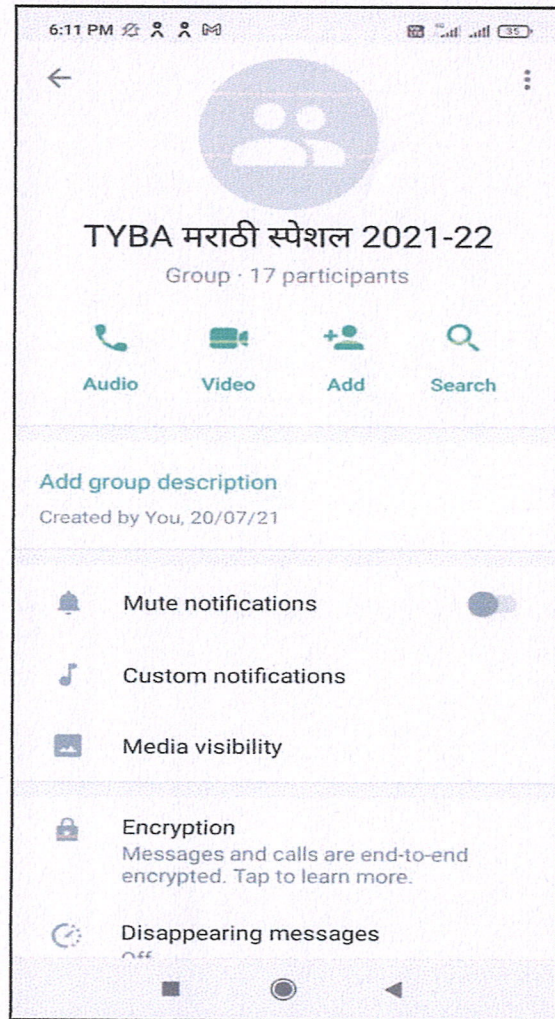 6:11 PM
35
TYBA मराठी स्पेशल 2021-22
Group · 17 participants
Audio Video Add Search
Add group description
Created by You, 20/07/21
Mute notifications
Custom notifications
Media visibility
Encryption
Messages and calls are end-to-end
encrypted. Tap to learn more.
Disappearing messages
Off